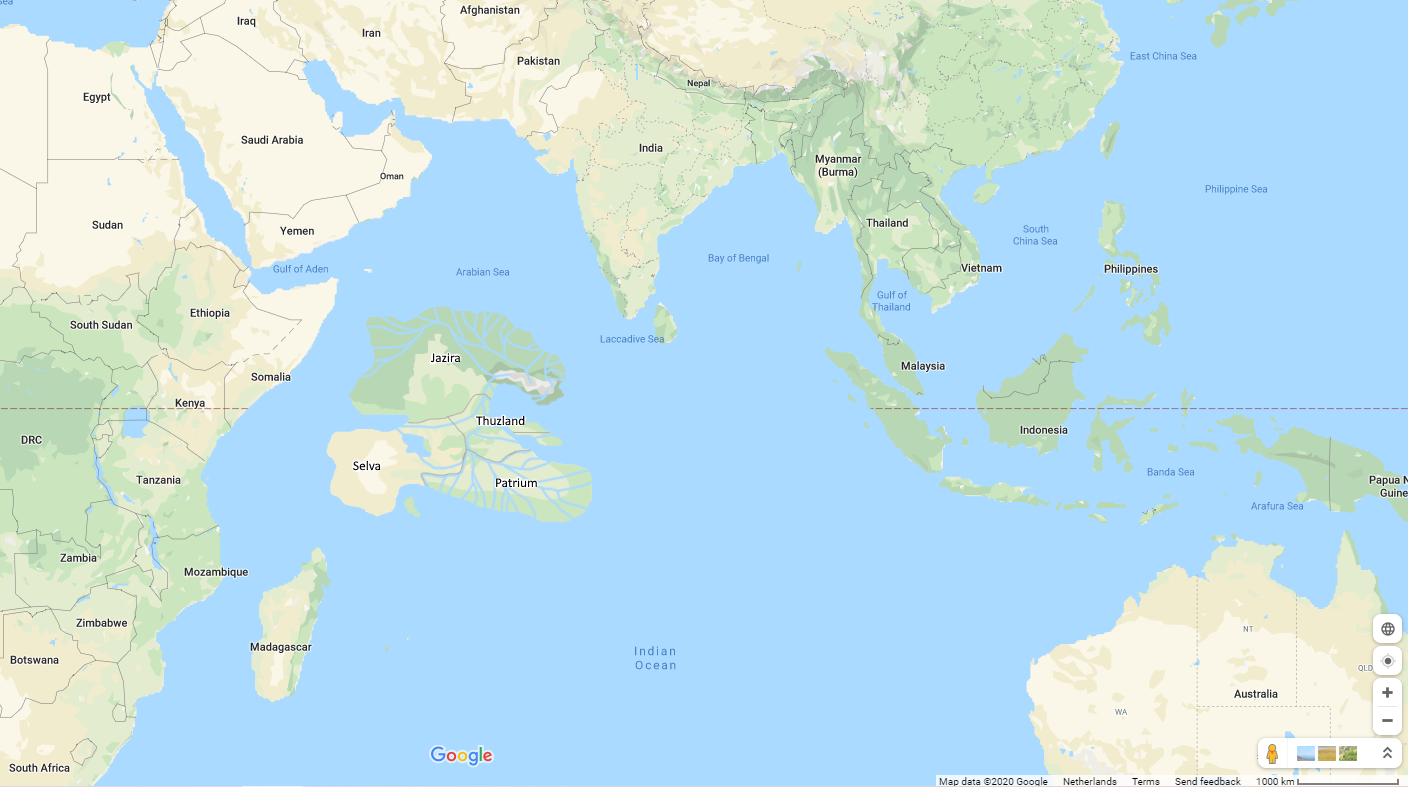 Afghanistan
Iraq
Iran
East China Sea
Pakistan
Nepal
Egypt
Saudi Arabia
India
Myanmar
(Burma)
Oman
Philippine Sea
Sudan
Yemen
Thailand
South
China Sea
Bay of Bengal
Gulf of Aden
Arabian Sea
Vietnam
Philippines
Gulf of
Thailand
Ethiopia
South Sudan
Laccadive Sea
Jazira
Malaysia
Somalia
Kenya
Thuzland
Indonesia
DRC
Selva
Banda Sea
Tanzania
Patrium
Papua N
Guine
Arafura Sea
Zambia
Mozambique
Zimbabwe
NT
Madagascar
Indian
Ocean
Botswana
QLD
Australia
WA
Google
South Africa
Map data ©2020 Google Netherlands Terms Send feedback 1000 km